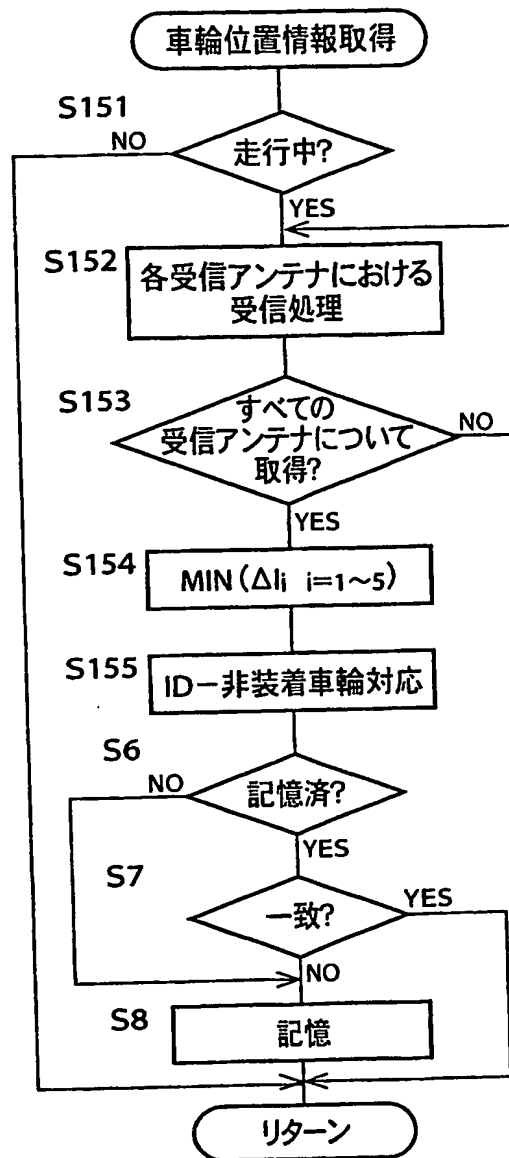 車輪位置情報取得
S151
NO
走行中?
YES
S152
各受信アンテナにおける
受信処理
S153
すべての
受信アンテナについて
取得?
NO
YES
S154
MIN(ΔIi i=1~5)
S155
ID-非装着車輪対応
S6
NO
記憶済?
YES
S7
一致?
YES
NO
S8
記憶
リターン